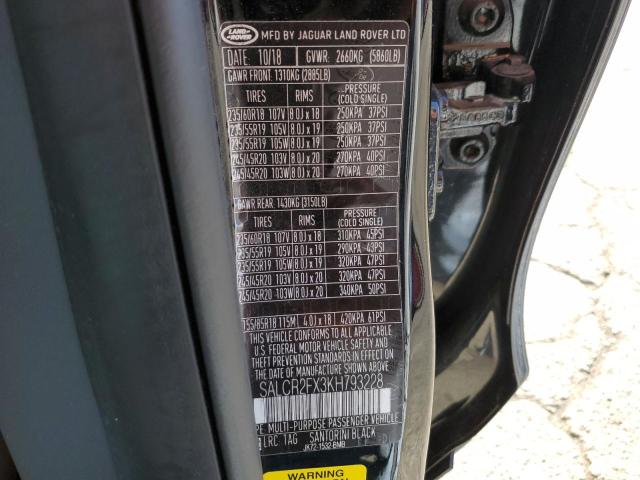 LAND ROVER
MFD BY JAGUAR LAND ROVER LTD
DATE: 10/18 GVWR: 2660KG (5860LB)
GAWR FRONT: 1310KG (2885LB)
TIRES RIMS PRESSURE (COLD SINGLE)
235/60R18 107V 8.0J x 18 250KPA 37PSI
235/55R19 105V 8.0J x 19 250KPA 37PSI
235/55R19 105W 8.0J x 19 250KPA 37PSI
245/45R20 103V 8.0J x 20 270KPA 40PSI
245/45R20 103W 8.0J x 20 270KPA 40PSI
GAWR REAR: 1430KG (3150LB)
TIRES RIMS PRESSURE (COLD SINGLE)
235/60R18 107V 8.0J x 18 310KPA 45PSI
235/55R19 105V 8.0J x 19 290KPA 43PSI
235/55R19 105W 8.0J x 19 320KPA 47PSI
245/45R20 103V 8.0J x 20 320KPA 47PSI
245/45R20 103W 8.0J x 20 340KPA 50PSI
155/85R18 115M 4.0J x 18 420KPA 61PSI
THIS VEHICLE CONFORMS TO ALL APPLICABLE
U.S. FEDERAL MOTOR VEHICLE SAFETY AND
THEFT PREVENTION STANDARDS IN EFFECT ON
THE DATE OF MANUFACTURE SHOWN ABOVE.
SALCR2FX3KH793228
PE MULTI-PURPOSE PASSENGER VEHICLE
LRC 1AG SANTORINI BLACK
JK72-1532-BNB
WARNING